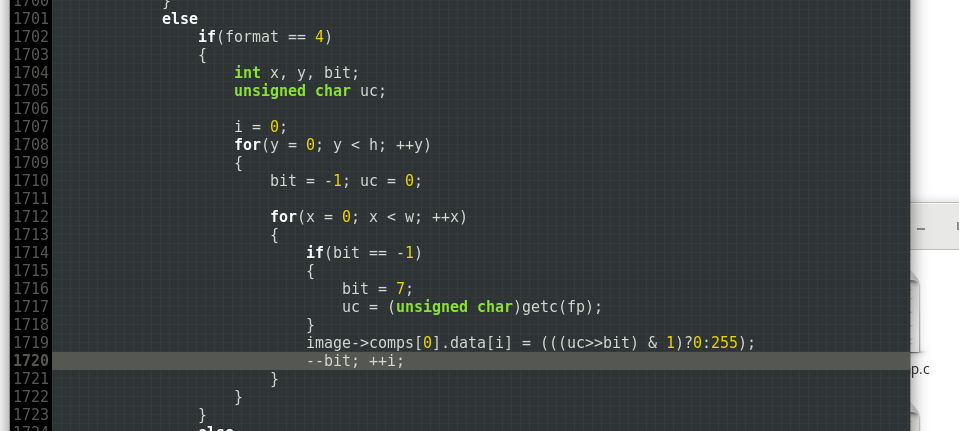 1700 }
1701 else
1702 if(format == 4)
1703 {
1704 int x, y, bit;
1705 unsigned char uc;
1706
1707 i = 0;
1708 for(y = 0; y < h; ++y)
1709 {
1710 bit = -1; uc = 0;
1711
1712 for(x = 0; x < w; ++x)
1713 {
1714 if(bit == -1)
1715 {
1716 bit = 7;
1717 uc = (unsigned char)getc(fp);
1718 }
1719 image->comps[0].data[i] = (((uc>>bit) & 1)?0:255);
1720 --bit; ++i;
1721 }
1722 }
1723 }
1724 else
p.c